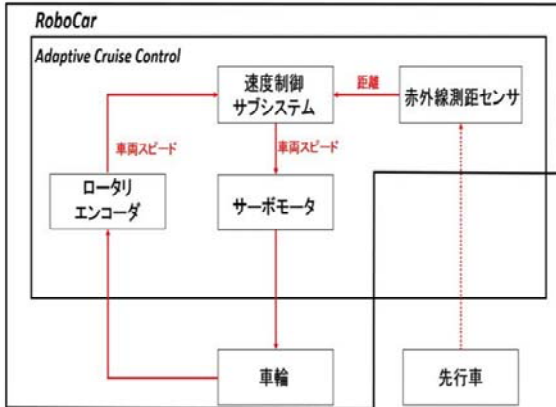 RoboCar
Adaptive Cruise Control
速度制御
サブシステム
距離
赤外線測距センサ
車両スピード
車両スピード
ロータリ
エンコーダ
サーボモータ
車輪
先行車